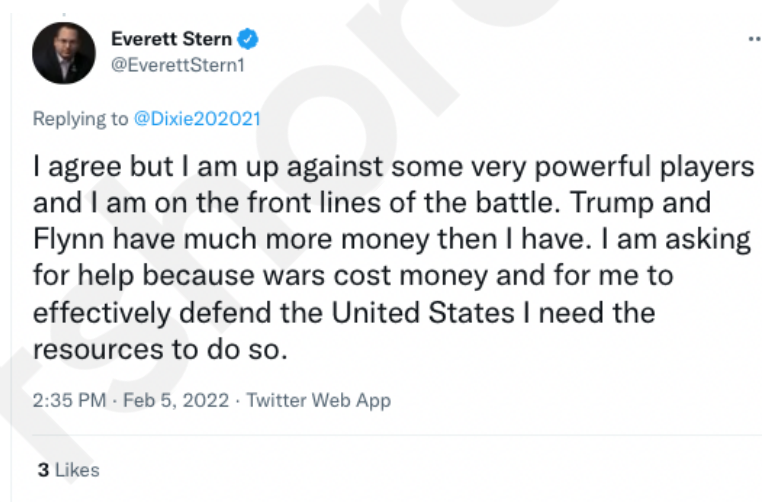 Everett Stern
@EverettStern1
Replying to @Dixie202021
I agree but I am up against some very powerful players
and I am on the front lines of the battle. Trump and
Flynn have much more money then I have. I am asking
for help because wars cost money and for me to
effectively defend the United States I need the
resources to do so.
2:35 PM · Feb 5, 2022 · Twitter Web App
3 Likes